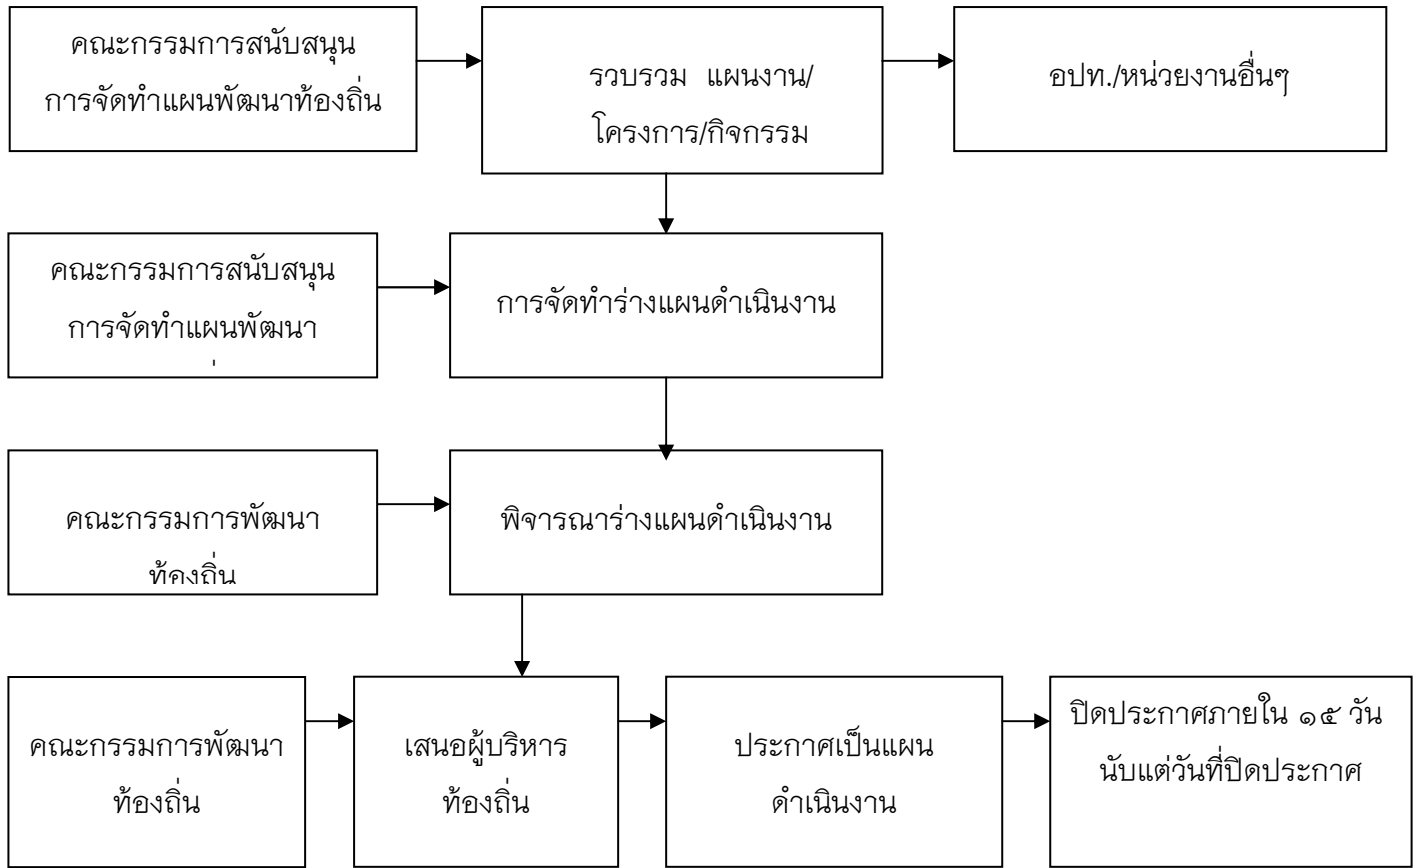 คณะกรรมการสนับสนุน
การจัดทำแผนพัฒนาท้องถิ่น
รวบรวม แผนงาน/
โครงการ/กิจกรรม
อปท./หน่วยงานอื่นๆ
คณะกรรมการสนับสนุน
การจัดทำแผนพัฒนา
การจัดทำร่างแผนดำเนินงาน
คณะกรรมการพัฒนา
ท้องถิ่น
พิจารณาร่างแผนดำเนินงาน
คณะกรรมการพัฒนา
ท้องถิ่น
เสนอผู้บริหาร
ท้องถิ่น
ประกาศเป็นแผน
ดำเนินงาน
ปิดประกาศภายใน ๑๕ วัน
นับแต่วันที่ปิดประกาศ